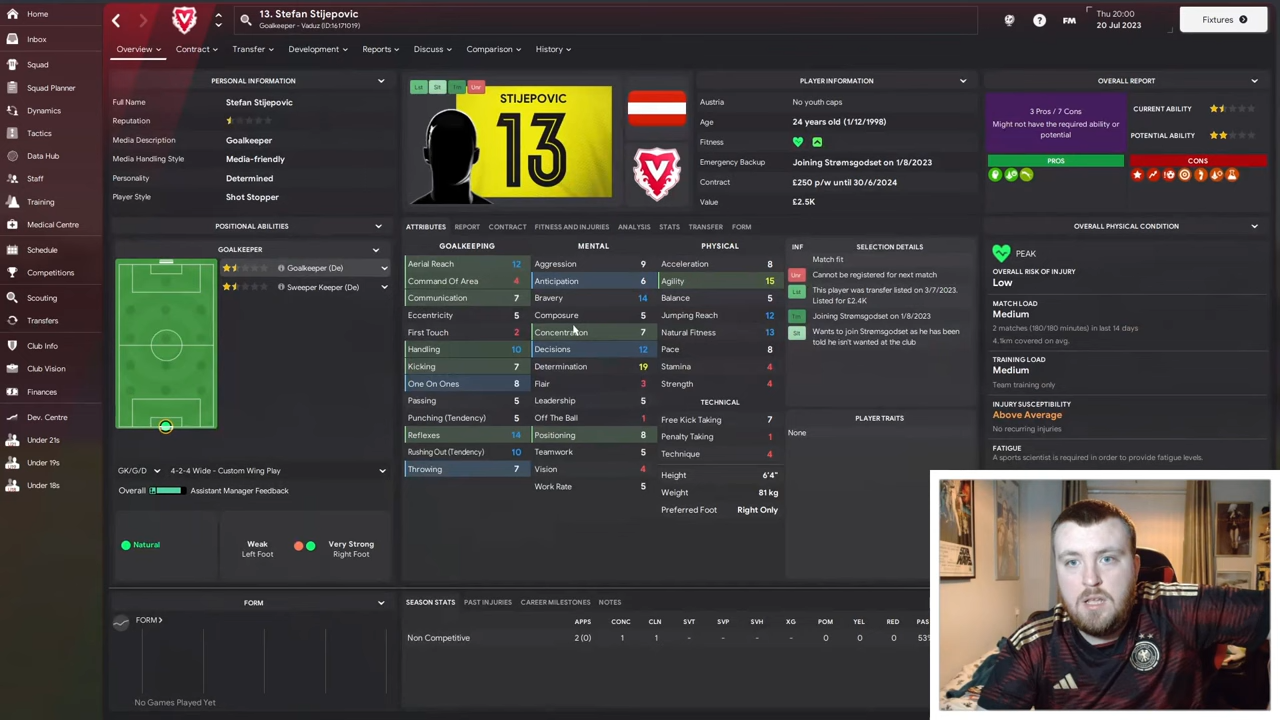 Home
Inbox
Squad
Squad Planner
Dynamics
Tactics
Data Hub
Staff
Training
Medical Centre
Schedule
Competitions
Scouting
Transfers
Club Info
Club Vision
Finances
Dev. Centre
Under 21s
Under 19s
Under 18s
13. Stefan Stijepovic
Goalkeeper - Vaduz (ID:16171019)
FM
Thu 20:00
20 Jul 2023
Fixtures
Overview Contract Transfer Development Reports Discuss Comparison History
PERSONAL INFORMATION
Full Name Stefan Stijepovic
Reputation
Media Description Goalkeeper
Media Handling Style Media-friendly
Personality Determined
Player Style Shot Stopper
Lst Slt Trn Unr
STIJEPOVIC
13
PLAYER INFORMATION
Austria No youth caps
Age 24 years old (1/12/1998)
Fitness
Emergency Backup Joining Strømsgodset on 1/8/2023
Contract £250 p/w until 30/6/2024
Value £2.5K
OVERALL REPORT
3 Pros / 7 Cons
Might not have the required ability or
potential
CURRENT ABILITY
POTENTIAL ABILITY
PROS CONS
POSITIONAL ABILITIES
GOALKEEPER
Goalkeeper (De)
Sweeper Keeper (De)
GK/G/D 4-2-4 Wide - Custom Wing Play
Overall Assistant Manager Feedback
Natural
Weak
Left Foot
Very Strong
Right Foot
ATTRIBUTES REPORT CONTRACT FITNESS AND INJURIES ANALYSIS STATS TRANSFER FORM
GOALKEEPING
Aerial Reach 12
Command Of Area 4
Communication 7
Eccentricity 5
First Touch 2
Handling 10
Kicking 7
One On Ones 8
Passing 5
Punching (Tendency) 5
Reflexes 14
Rushing Out (Tendency) 10
Throwing 7
MENTAL
Aggression 9
Anticipation 6
Bravery 14
Composure 5
Concentration 7
Decisions 12
Determination 19
Flair 3
Leadership 5
Off The Ball 1
Positioning 8
Teamwork 5
Vision 4
Work Rate 5
PHYSICAL
Acceleration 8
Agility 15
Balance 5
Jumping Reach 12
Natural Fitness 13
Pace 8
Stamina 4
Strength 4
TECHNICAL
Free Kick Taking 7
Penalty Taking 1
Technique 4
Height 6'4"
Weight 81 kg
Preferred Foot Right Only
INF SELECTION DETAILS
Match fit
Unr Cannot be registered for next match
Lst This player was transfer listed on 3/7/2023.
Listed for £2.4K
Trn Joining Strømsgodset on 1/8/2023
Slt Wants to join Strømsgodset as he has been
told he isn't wanted at the club
PLAYER TRAITS
None
OVERALL PHYSICAL CONDITION
PEAK
OVERALL RISK OF INJURY
Low
MATCH LOAD
Medium
2 matches (180/180 minutes) in last 14 days
4.1km covered on avg.
TRAINING LOAD
Medium
Team training only
INJURY SUSCEPTIBILITY
Above Average
No recurring injuries
FATIGUE
A sports scientist is required in order to provide fatigue levels.
FORM
FORM
No Games Played Yet
SEASON STATS PAST INJURIES CAREER MILESTONES NOTES
APPS CONC CLN SVT SVP SVH XG POM YEL RED
Non Competitive 2 (0) 1 1 - - - - 0 0 0